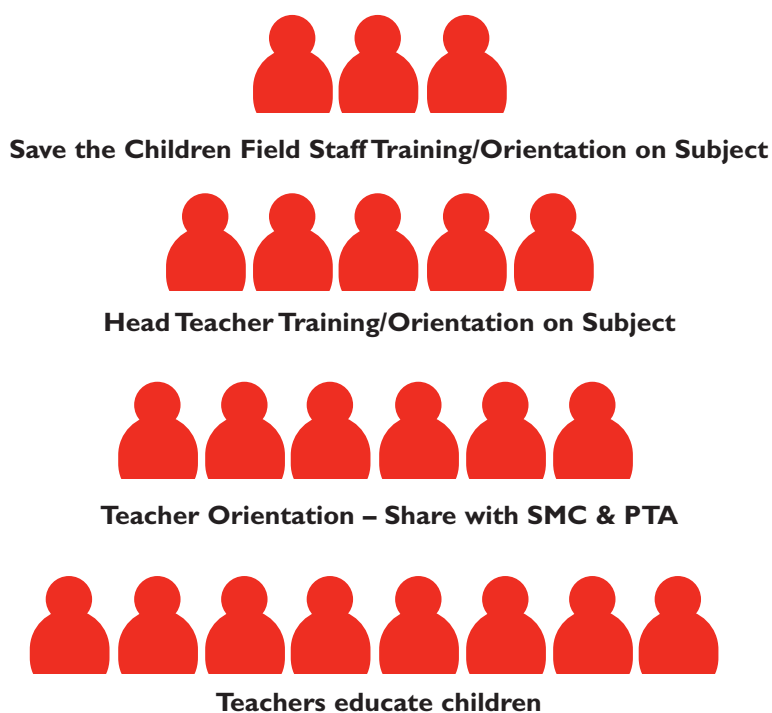 Save the Children Field Staff Training/Orientation on Subject
Head Teacher Training/Orientation on Subject
Teacher Orientation – Share with SMC & PTA
Teachers educate children